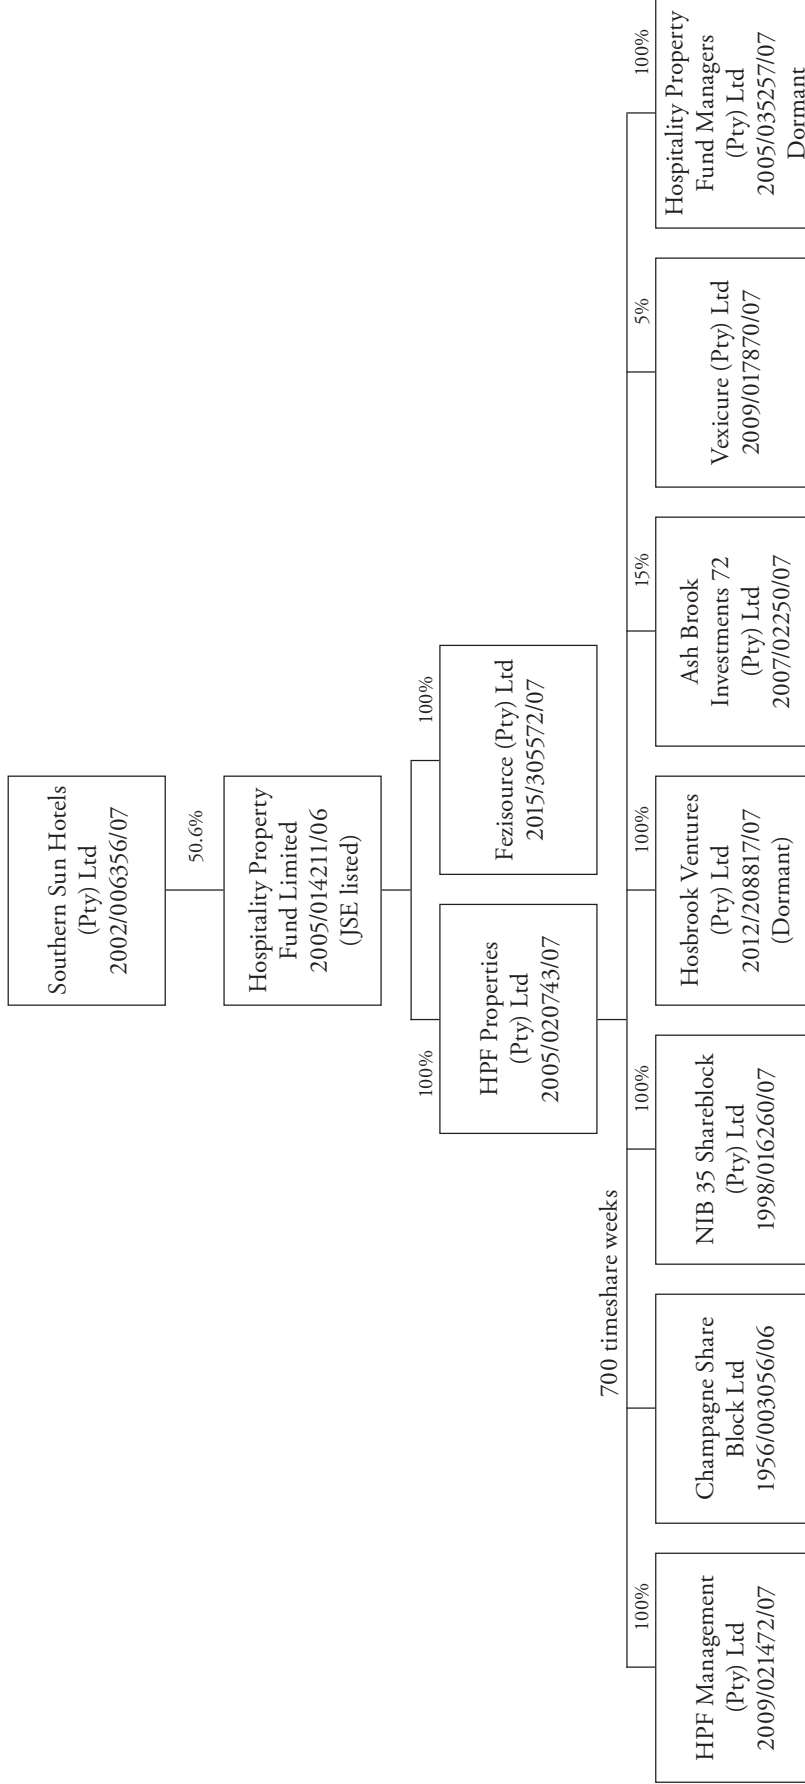 Southern Sun Hotels
(Pty) Ltd
2002/006356/07
50.6%
Hospitality Property
Fund Limited
2005/014211/06
(JSE listed)
100%
100%
HPF Properties
(Pty) Ltd
2005/020743/07
Fezisource (Pty) Ltd
2015/305572/07
700 timeshare weeks
100%
100%
100%
15%
5%
100%
HPF Management
(Pty) Ltd
2009/021472/07
Champagne Share
Block Ltd
1956/003056/06
NIB 35 Shareblock
(Pty) Ltd
1998/016260/07
Hosbrook Ventures
(Pty) Ltd
2012/208817/07
(Dormant)
Ash Brook
Investments 72
(Pty) Ltd
2007/02250/07
Vexicure (Pty) Ltd
2009/017870/07
Hospitality Property
Fund Managers
(Pty) Ltd
2005/035257/07
Dormant